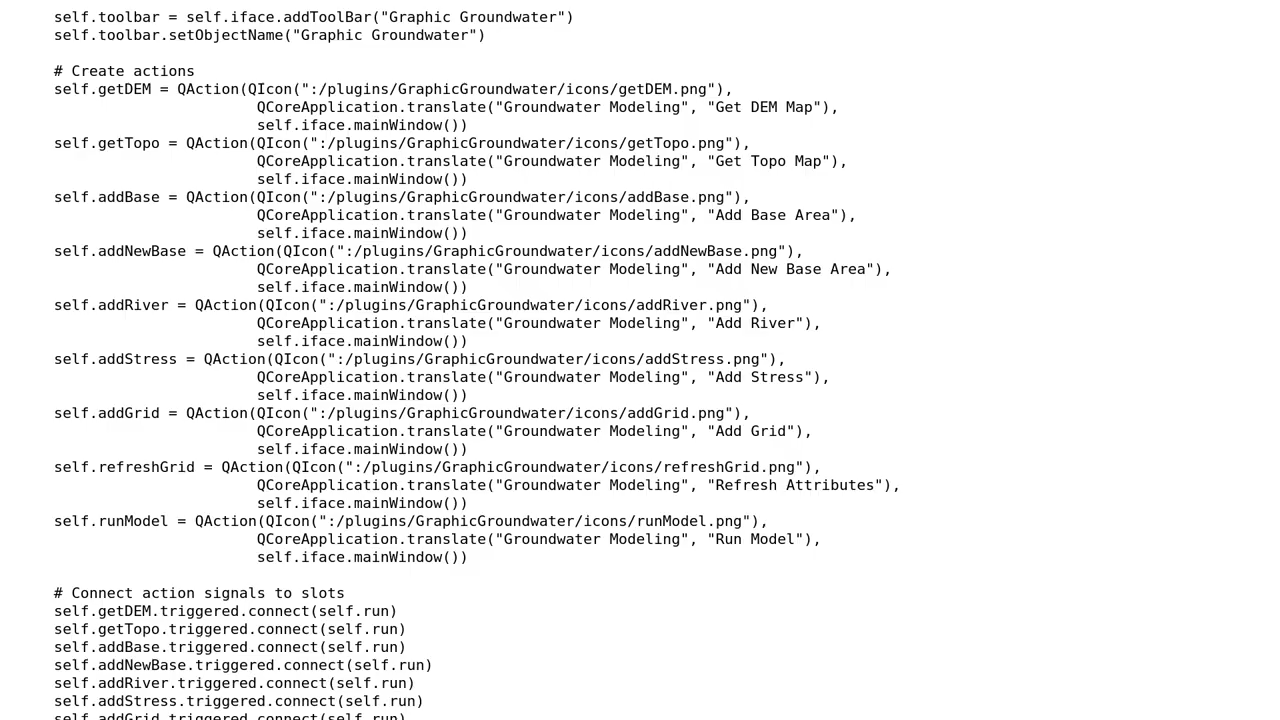 self.toolbar = self.iface.addToolBar("Graphic Groundwater")
self.toolbar.setObjectName("Graphic Groundwater")
# Create actions
self.getDEM = QAction(QIcon(":/plugins/GraphicGroundwater/icons/getDEM.png"),
QCoreApplication.translate("Groundwater Modeling", "Get DEM Map"),
self.iface.mainWindow())
self.getTopo = QAction(QIcon(":/plugins/GraphicGroundwater/icons/getTopo.png"),
QCoreApplication.translate("Groundwater Modeling", "Get Topo Map"),
self.iface.mainWindow())
self.addBase = QAction(QIcon(":/plugins/GraphicGroundwater/icons/addBase.png"),
QCoreApplication.translate("Groundwater Modeling", "Add Base Area"),
self.iface.mainWindow())
self.addNewBase = QAction(QIcon(":/plugins/GraphicGroundwater/icons/addNewBase.png"),
QCoreApplication.translate("Groundwater Modeling", "Add New Base Area"),
self.iface.mainWindow())
self.addRiver = QAction(QIcon(":/plugins/GraphicGroundwater/icons/addRiver.png"),
QCoreApplication.translate("Groundwater Modeling", "Add River"),
self.iface.mainWindow())
self.addStress = QAction(QIcon(":/plugins/GraphicGroundwater/icons/addStress.png"),
QCoreApplication.translate("Groundwater Modeling", "Add Stress"),
self.iface.mainWindow())
self.addGrid = QAction(QIcon(":/plugins/GraphicGroundwater/icons/addGrid.png"),
QCoreApplication.translate("Groundwater Modeling", "Add Grid"),
self.iface.mainWindow())
self.refreshGrid = QAction(QIcon(":/plugins/GraphicGroundwater/icons/refreshGrid.png"),
QCoreApplication.translate("Groundwater Modeling", "Refresh Attributes"),
self.iface.mainWindow())
self.runModel = QAction(QIcon(":/plugins/GraphicGroundwater/icons/runModel.png"),
QCoreApplication.translate("Groundwater Modeling", "Run Model"),
self.iface.mainWindow())
# Connect action signals to slots
self.getDEM.triggered.connect(self.run)
self.getTopo.triggered.connect(self.run)
self.addBase.triggered.connect(self.run)
self.addNewBase.triggered.connect(self.run)
self.addRiver.triggered.connect(self.run)
self.addStress.triggered.connect(self.run)
self.addGrid.triggered.connect(self.run)